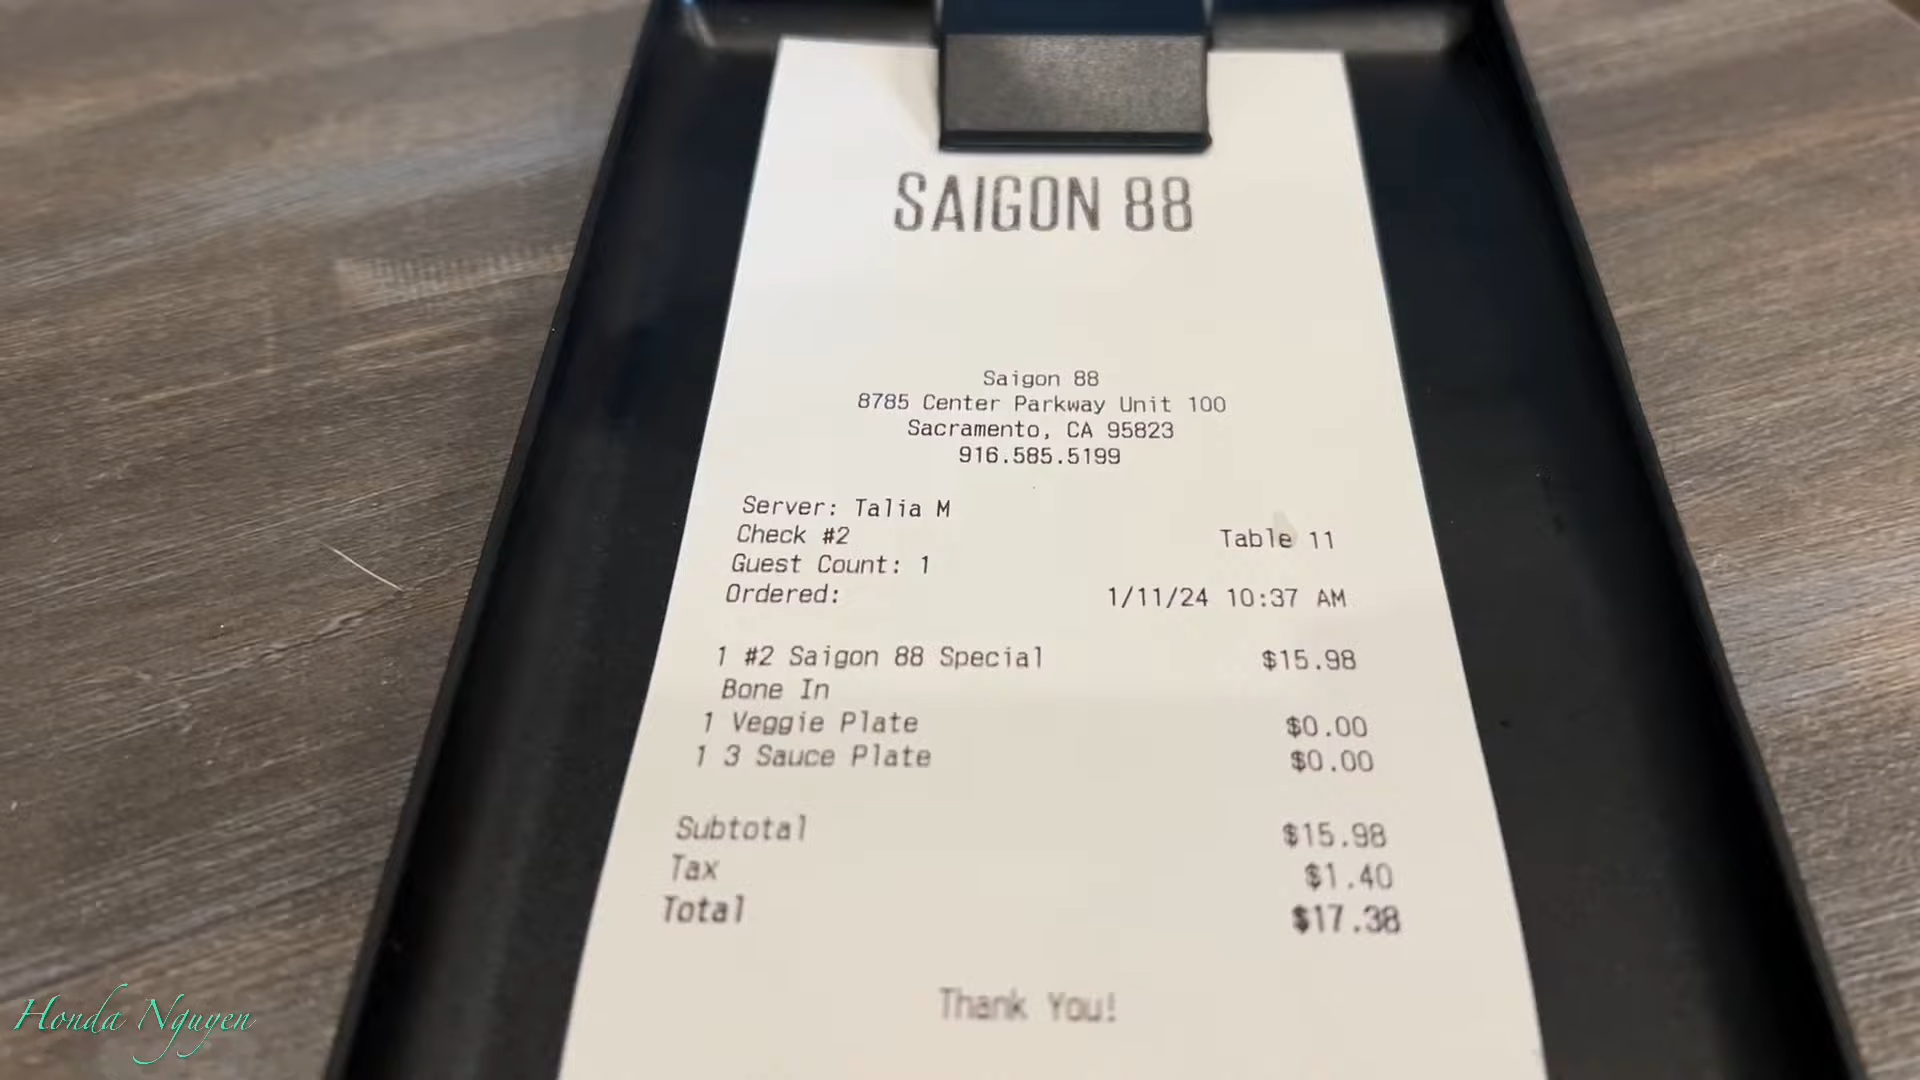 SAIGON 88
Saigon 88
8785 Center Parkway Unit 100
Sacramento, CA 95823
916.585.5199
Server: Talia M
Check #2 Table 11
Guest Count: 1
Ordered: 1/11/24 10:37 AM
1 #2 Saigon 88 Special $15.98
Bone In
1 Veggie Plate $0.00
1 3 Sauce Plate $0.00
Subtotal $15.98
Tax $1.40
Total $17.38
Thank You!
Honda Nguyen